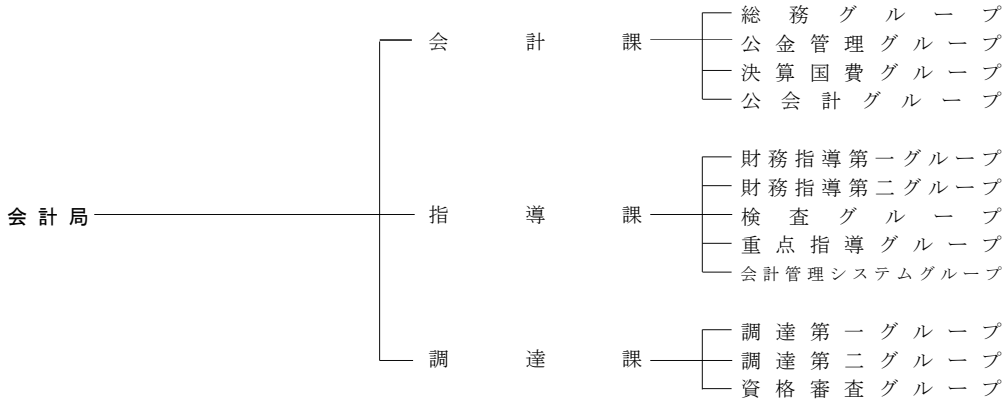 会計局
会計課
総務グループ
公金管理グループ
決算国費グループ
公会計グループ
指導課
財務指導第一グループ
財務指導第二グループ
検査グループ
重点指導グループ
会計管理システムグループ
調達課
調達第一グループ
調達第二グループ
資格審査グループ